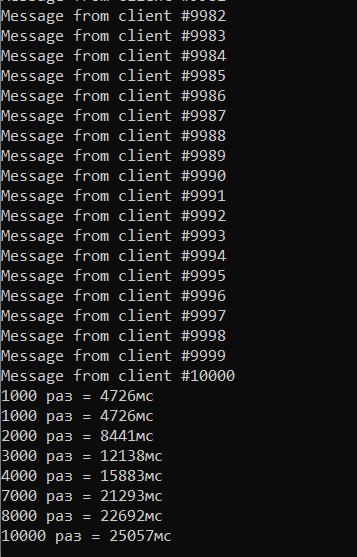 Message from client #9982
Message from client #9983
Message from client #9984
Message from client #9985
Message from client #9986
Message from client #9987
Message from client #9988
Message from client #9989
Message from client #9990
Message from client #9991
Message from client #9992
Message from client #9993
Message from client #9994
Message from client #9995
Message from client #9996
Message from client #9997
Message from client #9998
Message from client #9999
Message from client #10000
1000 раз = 4726мс
1000 раз = 4726мс
2000 раз = 8441мс
3000 раз = 12138мс
4000 раз = 15883мс
7000 раз = 21293мс
8000 раз = 22692мс
10000 раз = 25057мс